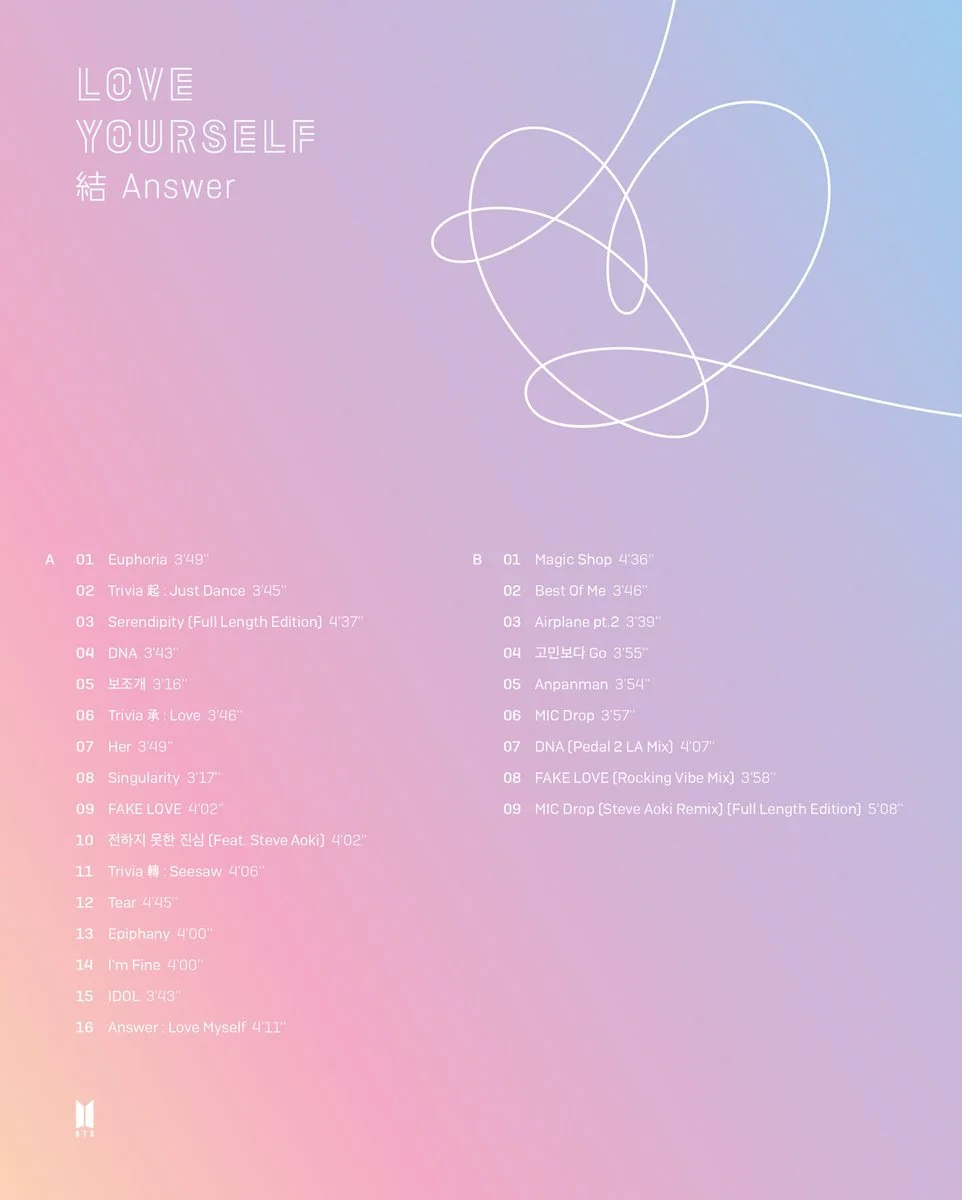 LOVE
YOURSELF
結 Answer
A 01 Euphoria 3'49"
02 Trivia 起 : Just Dance 3'45"
03 Serendipity (Full Length Edition) 4'37"
04 DNA 3'43"
05 보조개 3'16"
06 Trivia 承 : Love 3'46"
07 Her 3'49"
08 Singularity 3'17"
09 FAKE LOVE 4'02"
10 전하지 못한 진심 (Feat. Steve Aoki) 4'02"
11 Trivia 轉 : Seesaw 4'06"
12 Tear 4'45"
13 Epiphany 4'00"
14 I'm Fine 4'00"
15 IDOL 3'43"
16 Answer : Love Myself 4'11"
B 01 Magic Shop 4'36"
02 Best Of Me 3'46"
03 Airplane pt.2 3'39"
04 고민보다 Go 3'55"
05 Anpanman 3'54"
06 MIC Drop 3'57"
07 DNA (Pedal 2 LA Mix) 4'07"
08 FAKE LOVE (Rocking Vibe Mix) 3'58"
09 MIC Drop (Steve Aoki Remix) (Full Length Edition) 5'08"
BTS